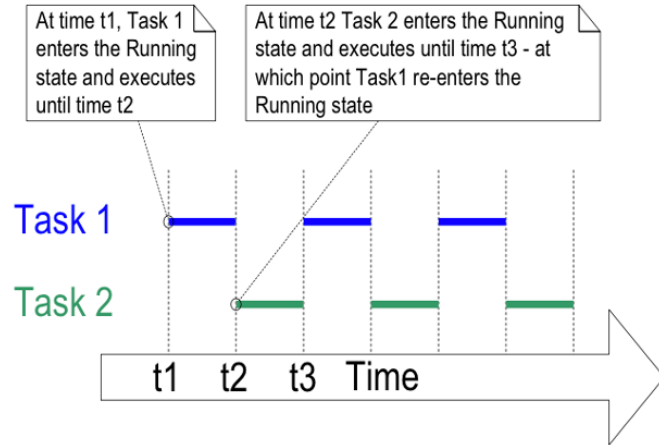 At time t1, Task 1
enters the Running
state and executes
until time t2
At time t2 Task 2 enters the Running
state and executes until time t3 - at
which point Task1 re-enters the
Running state
Task 1
Task 2
t1 t2 t3 Time